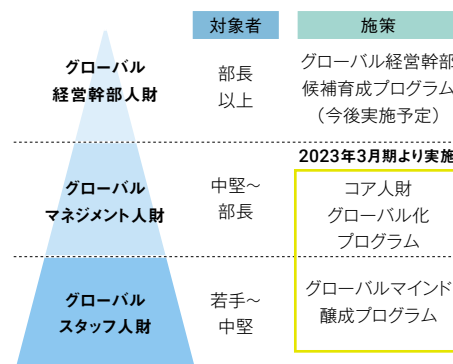 対象者
施策
グローバル
経営幹部人財
部長
以上
グローバル経営幹部
候補育成プログラム
（今後実施予定）
2023年3月期より実施
グローバル
マネジメント人財
中堅～
部長
コア人財
グローバル化
プログラム
グローバル
スタッフ人財
若手～
中堅
グローバルマインド
醸成プログラム